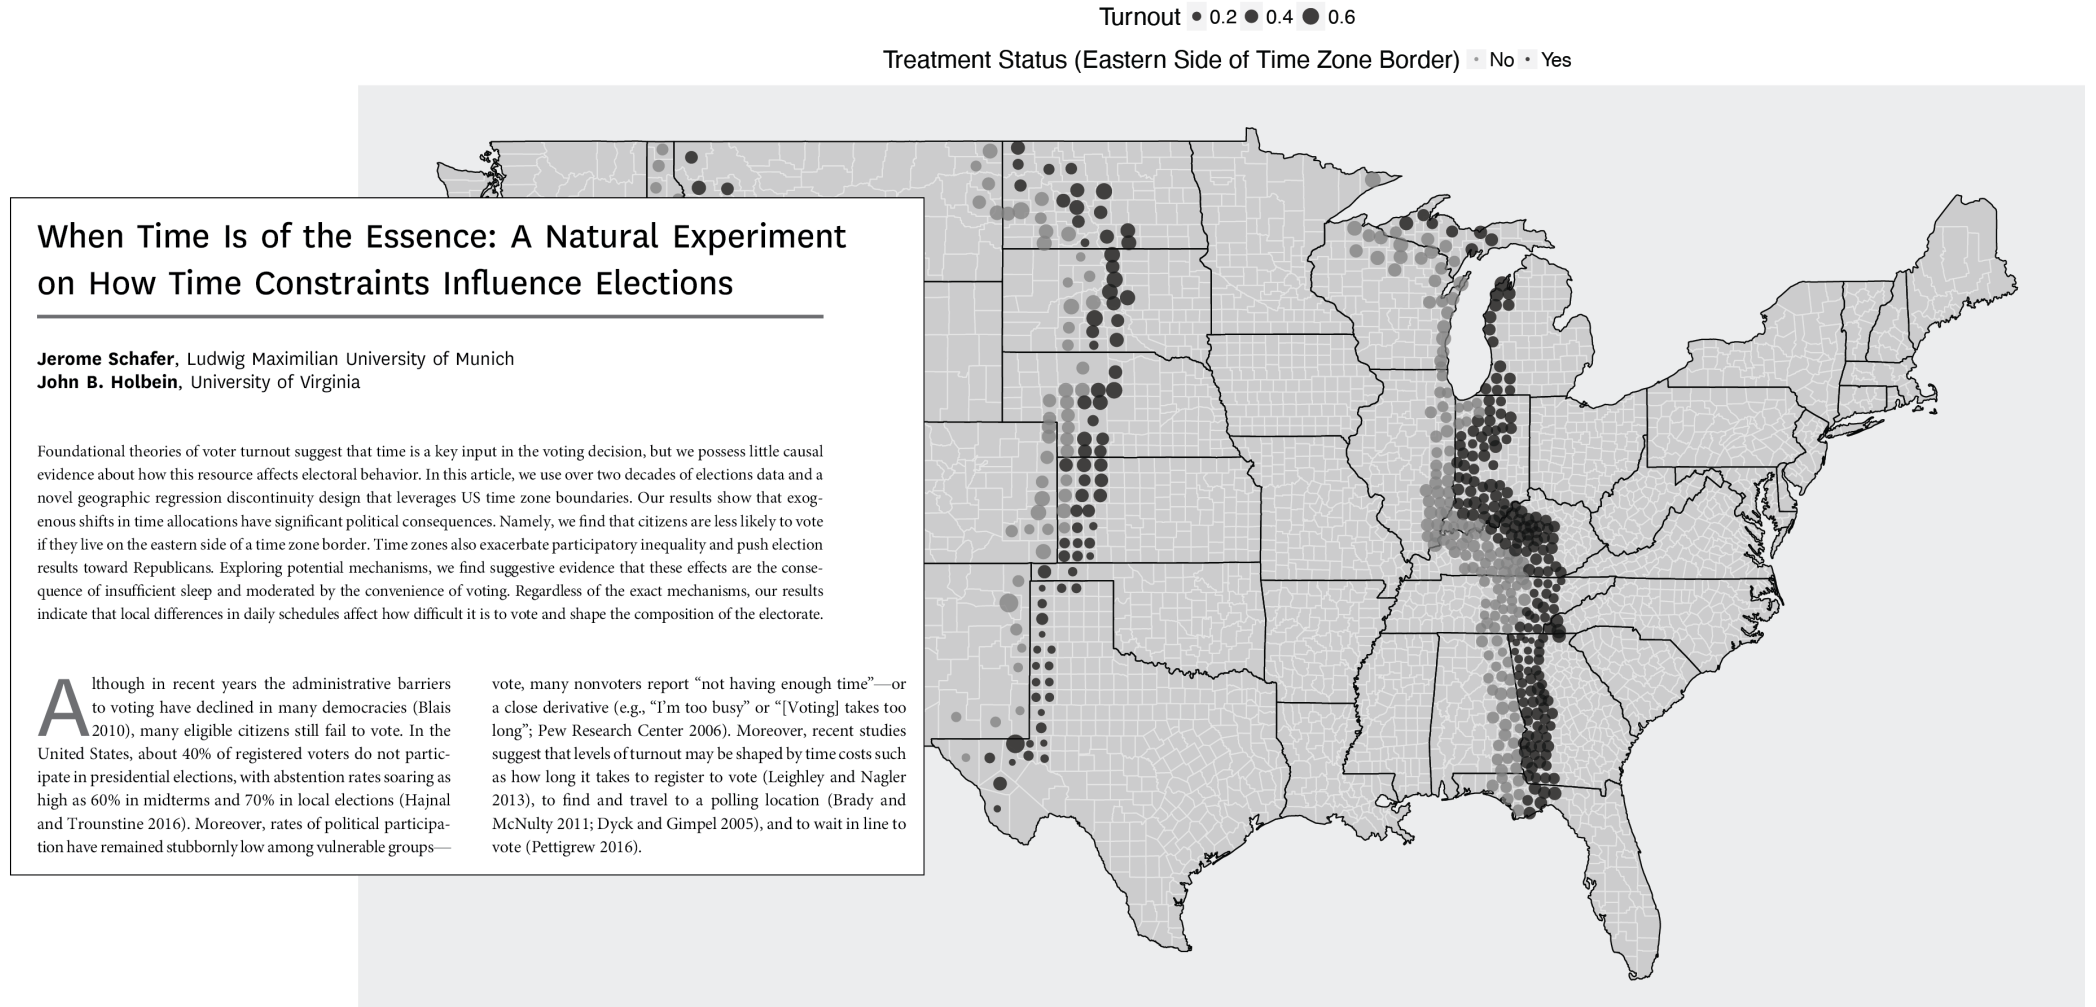 Turnout 0.2 0.4 0.6
Treatment Status (Eastern Side of Time Zone Border) No Yes
When Time Is of the Essence: A Natural Experiment
on How Time Constraints Influence Elections
Jerome Schafer, Ludwig Maximilian University of Munich
John B. Holbein, University of Virginia
Foundational theories of voter turnout suggest that time is a key input in the voting decision, but we possess little causal
evidence about how this resource affects electoral behavior. In this article, we use over two decades of elections data and a
novel geographic regression discontinuity design that leverages US time zone boundaries. Our results show that exog-
enous shifts in time allocations have significant political consequences. Namely, we find that citizens are less likely to vote
if they live on the eastern side of a time zone border. Time zones also exacerbate participatory inequality and push election
results toward Republicans. Exploring potential mechanisms, we find suggestive evidence that these effects are the conse-
quence of insufficient sleep and moderated by the convenience of voting. Regardless of the exact mechanisms, our results
indicate that local differences in daily schedules affect how difficult it is to vote and shape the composition of the electorate.
Although in recent years the administrative barriers
to voting have declined in many democracies (Blais
2010), many eligible citizens still fail to vote. In the
United States, about 40% of registered voters do not partic-
ipate in presidential elections, with abstention rates soaring as
high as 60% in midterms and 70% in local elections (Hajnal
and Trounstine 2016). Moreover, rates of political participa-
tion have remained stubbornly low among vulnerable groups—
vote, many nonvoters report “not having enough time”—or
a close derivative (e.g., “I’m too busy” or “[Voting] takes too
long”; Pew Research Center 2006). Moreover, recent studies
suggest that levels of turnout may be shaped by time costs such
as how long it takes to register to vote (Leighley and Nagler
2013), to find and travel to a polling location (Brady and
McNulty 2011; Dyck and Gimpel 2005), and to wait in line to
vote (Pettigrew 2016).